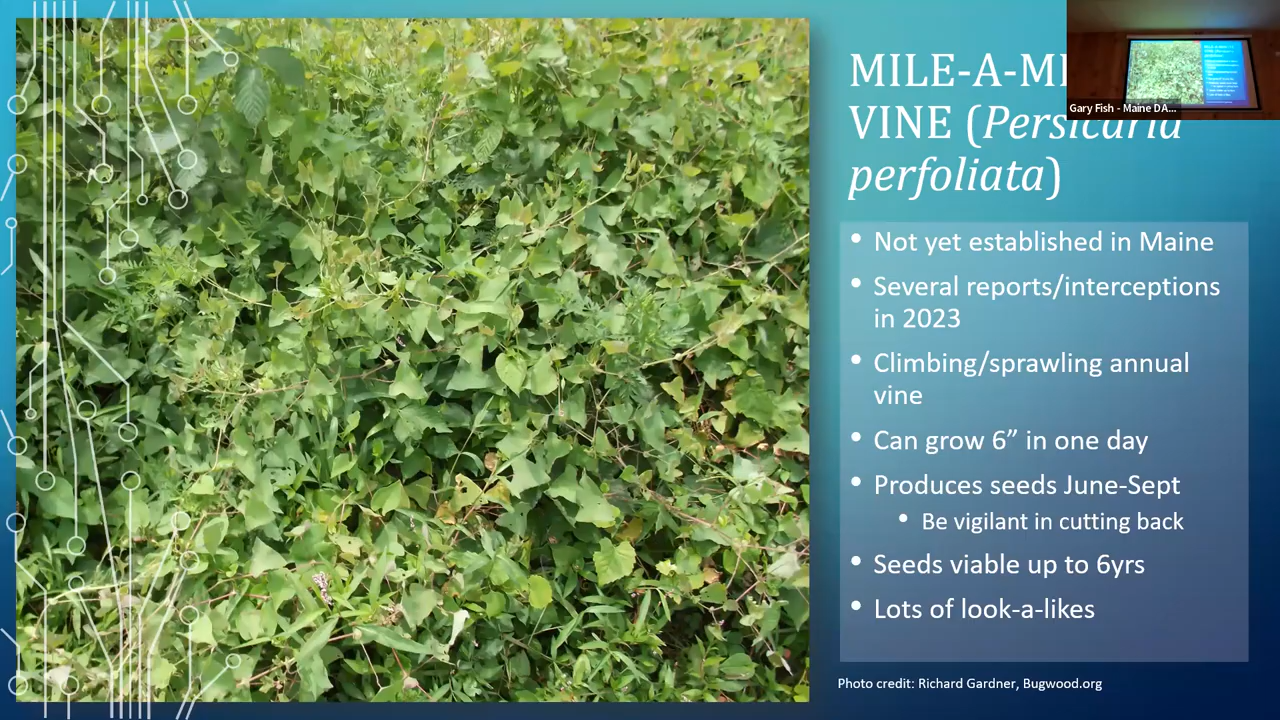 MILE-A-MI
VINE (Persicaria
perfoliata)
Gary Fish - Maine DA...
• Not yet established in Maine
• Several reports/interceptions
in 2023
• Climbing/sprawling annual
vine
• Can grow 6” in one day
• Produces seeds June-Sept
• Be vigilant in cutting back
• Seeds viable up to 6yrs
• Lots of look-a-likes
Photo credit: Richard Gardner, Bugwood.org